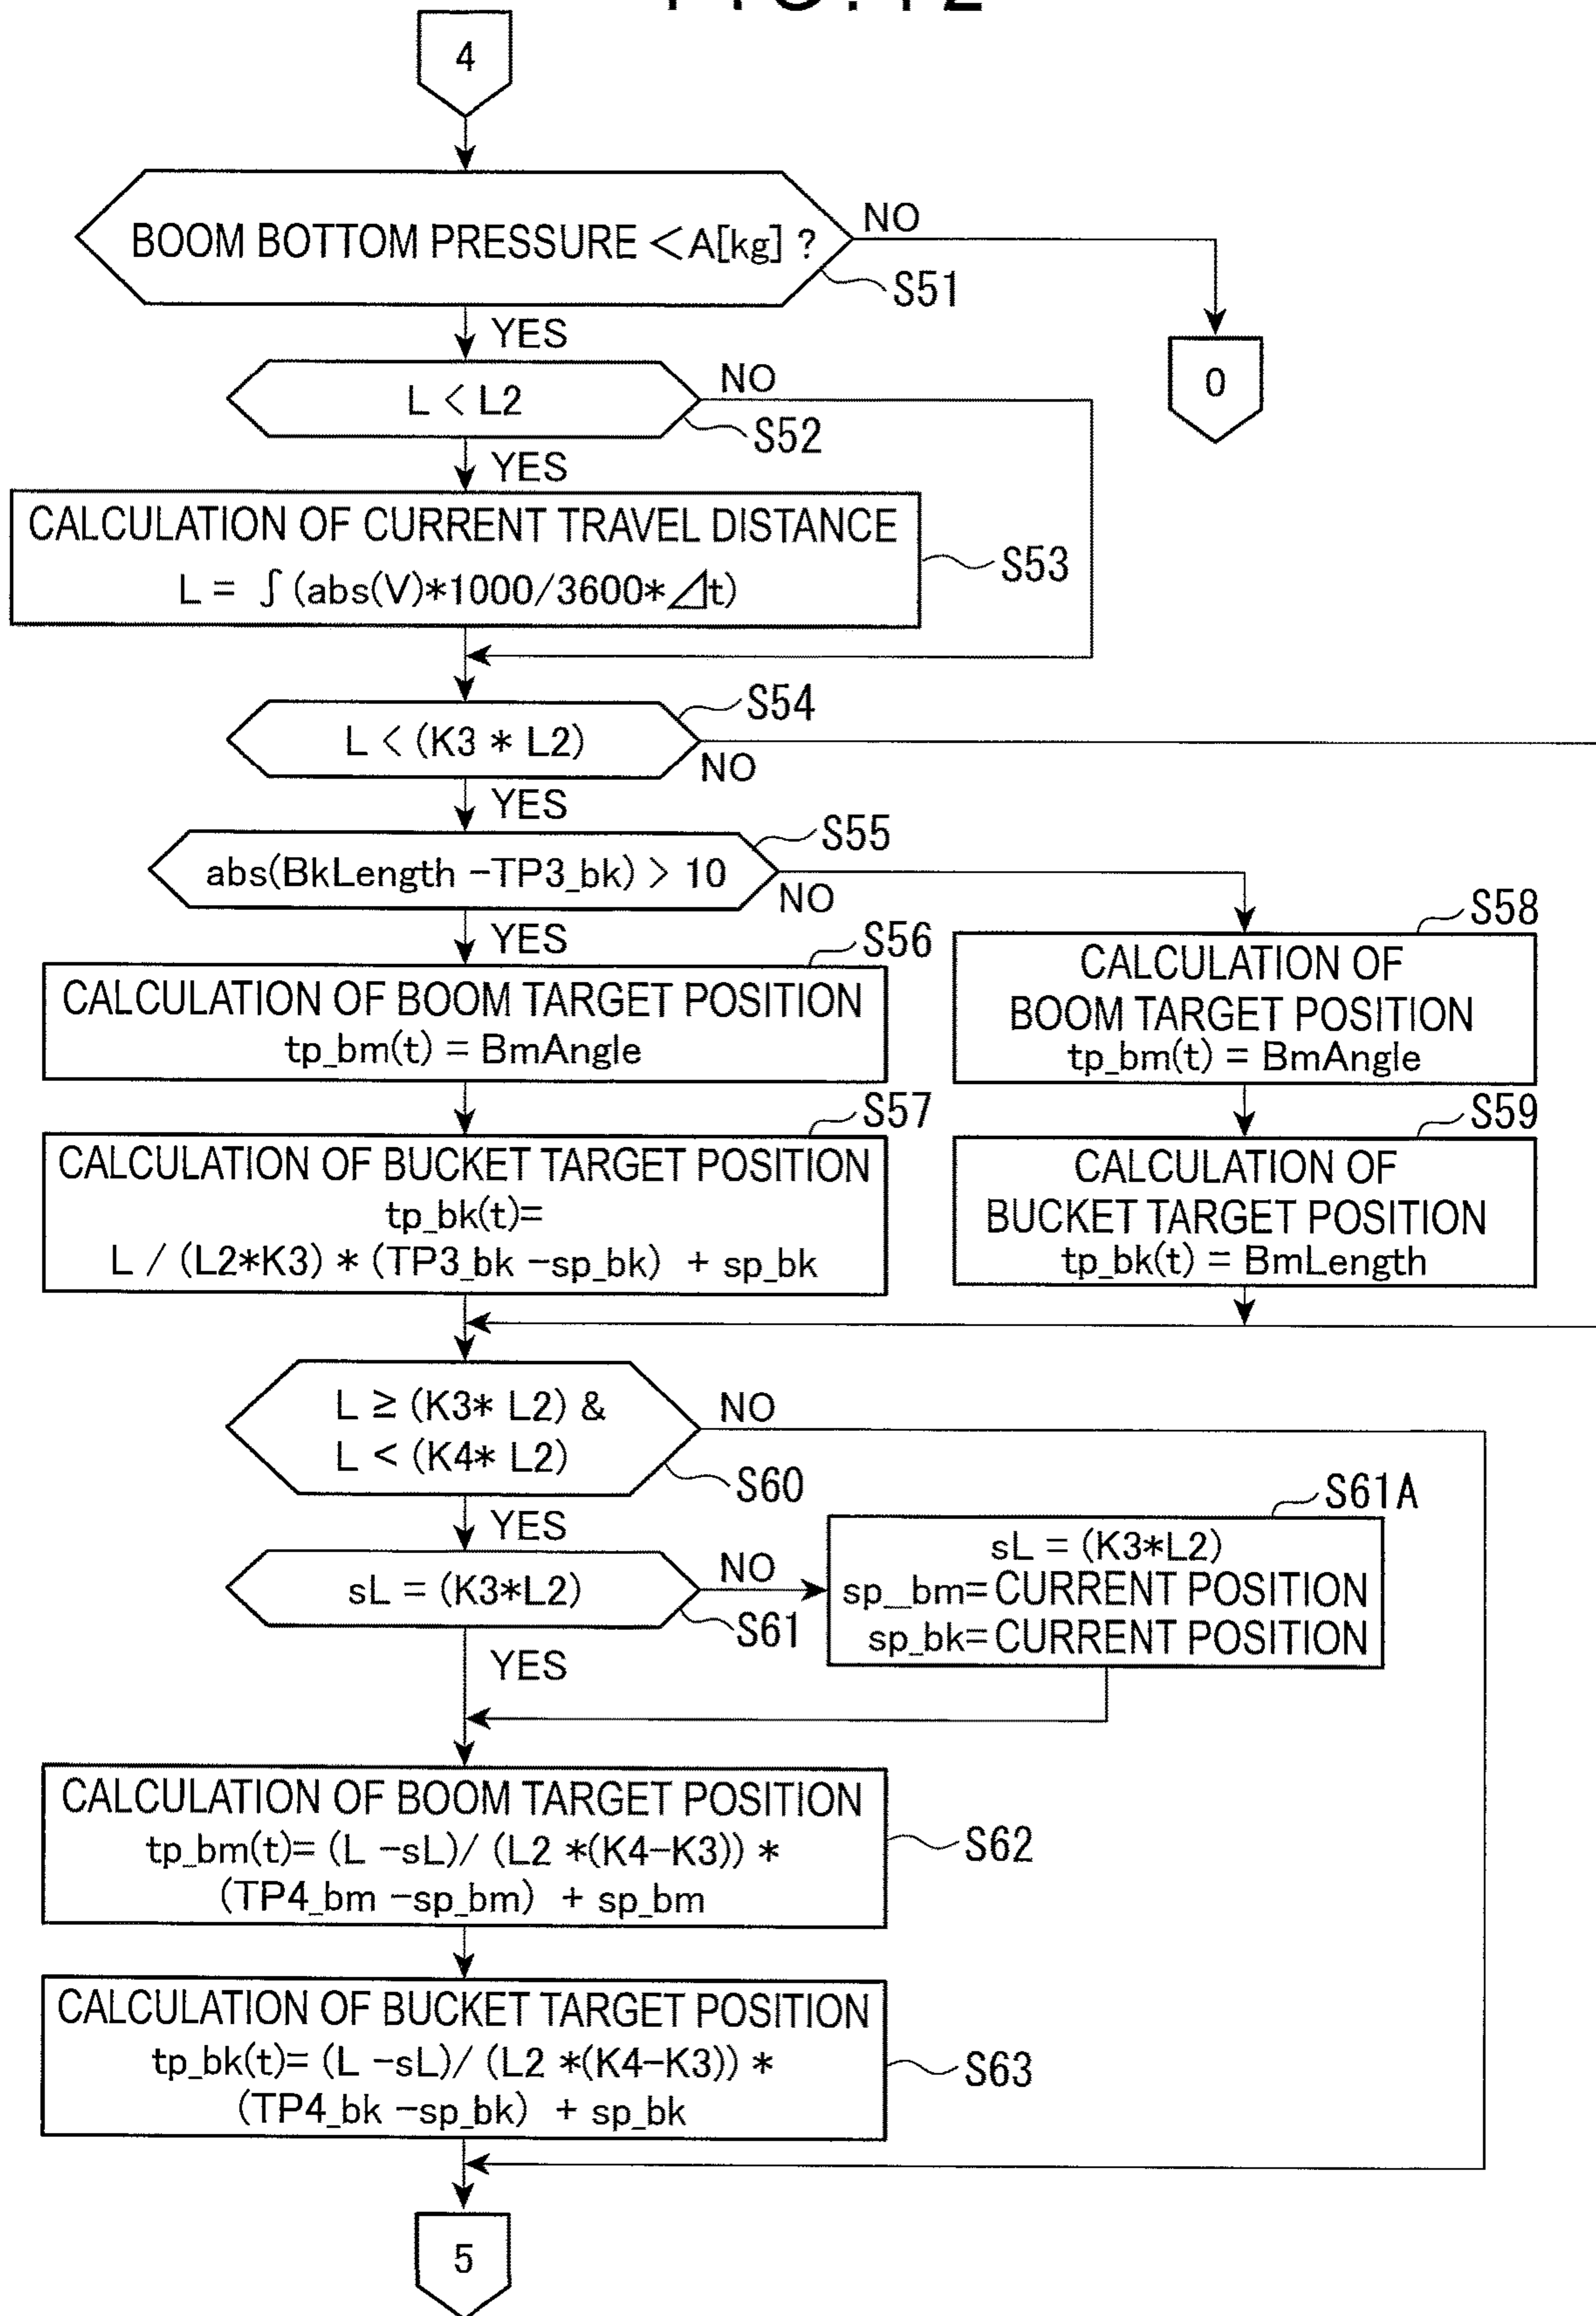 FIG.12
4
BOOM BOTTOM PRESSURE <A[kg] ?
NO
S51
YES
0
L < L2
NO
S52
YES
CALCULATION OF CURRENT TRAVEL DISTANCE
L = ∫ (abs(V)*1000/3600*⊿t)
S53
S54
L < (K3 * L2)
NO
YES
S55
abs(BkLength -TP3_bk) > 10
NO
YES
S56
CALCULATION OF BOOM TARGET POSITION
tp_bm(t) = BmAngle
S58
CALCULATION OF
BOOM TARGET POSITION
tp_bm(t) = BmAngle
S57
CALCULATION OF BUCKET TARGET POSITION
tp_bk(t)=
L / (L2*K3) * (TP3_bk -sp_bk) + sp_bk
S59
CALCULATION OF
BUCKET TARGET POSITION
tp_bk(t) = BmLength
L ≥ (K3* L2) &
L < (K4* L2)
NO
S60
YES
sL = (K3*L2)
NO
S61
YES
S61A
sL = (K3*L2)
sp_bm=CURRENT POSITION
sp_bk=CURRENT POSITION
CALCULATION OF BOOM TARGET POSITION
tp_bm(t)= (L -sL)/ (L2 *(K4-K3)) *
(TP4_bm -sp_bm) + sp_bm
S62
CALCULATION OF BUCKET TARGET POSITION
tp_bk(t)= (L -sL)/ (L2 *(K4-K3)) *
(TP4_bk -sp_bk) + sp_bk
S63
5